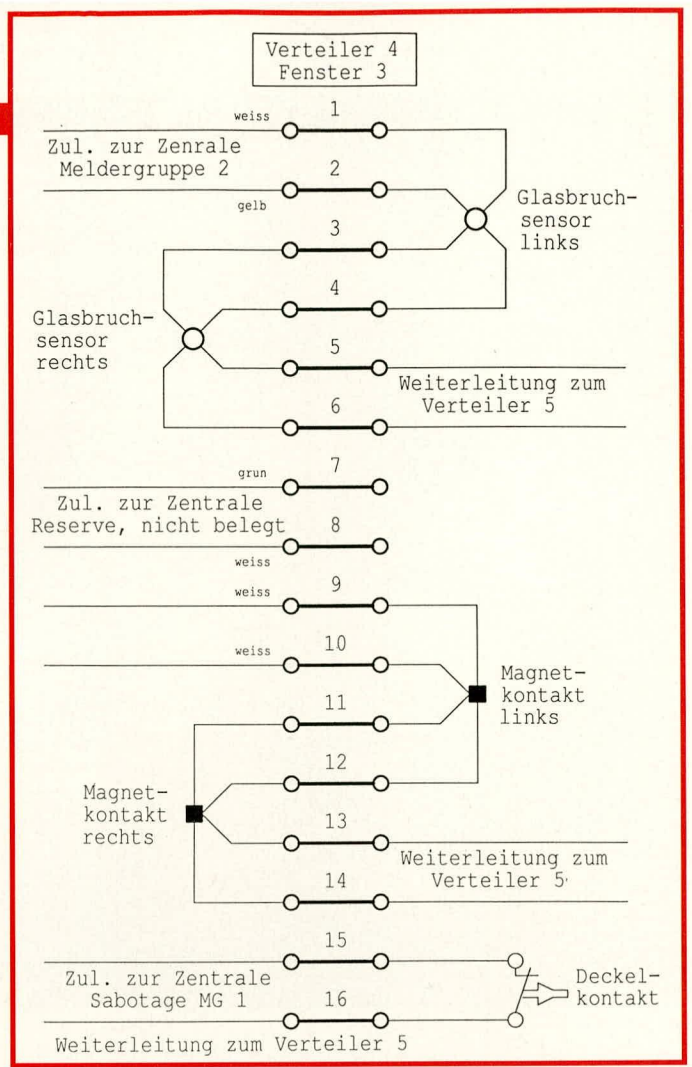 Verteiler 4
Fenster 3
weiss
1
Zul. zur Zenrale
Meldergruppe 2
2
gelb
Glasbruch-
sensor
links
3
4
Glasbruch-
sensor
rechts
5
Weiterleitung zum
Verteiler 5
6
grun
7
Zul. zur Zentrale
Reserve, nicht belegt
8
weiss
weiss
9
weiss
10
Magnet-
kontakt
links
11
12
Magnet-
kontakt
rechts
13
Weiterleitung zum
Verteiler 5
14
15
Zul. zur Zentrale
Sabotage MG 1
16
Deckel-
kontakt
Weiterleitung zum Verteiler 5